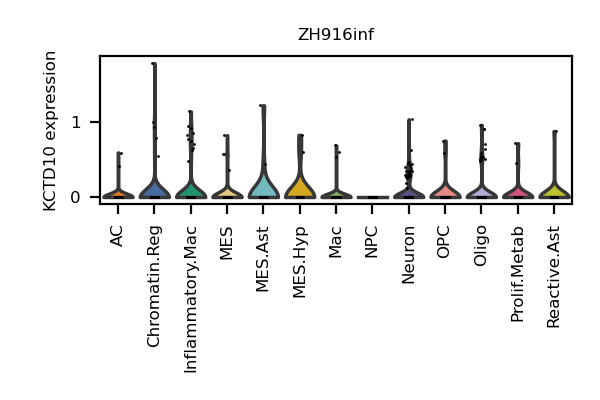 ZH916inf
KCTD10 expression
1
0
AC
Chromatin.Reg
Inflammatory.Mac
MES
MES.Ast
MES.Hyp
Mac
NPC
Neuron
OPC
Oligo
Prolif.Metab
Reactive.Ast